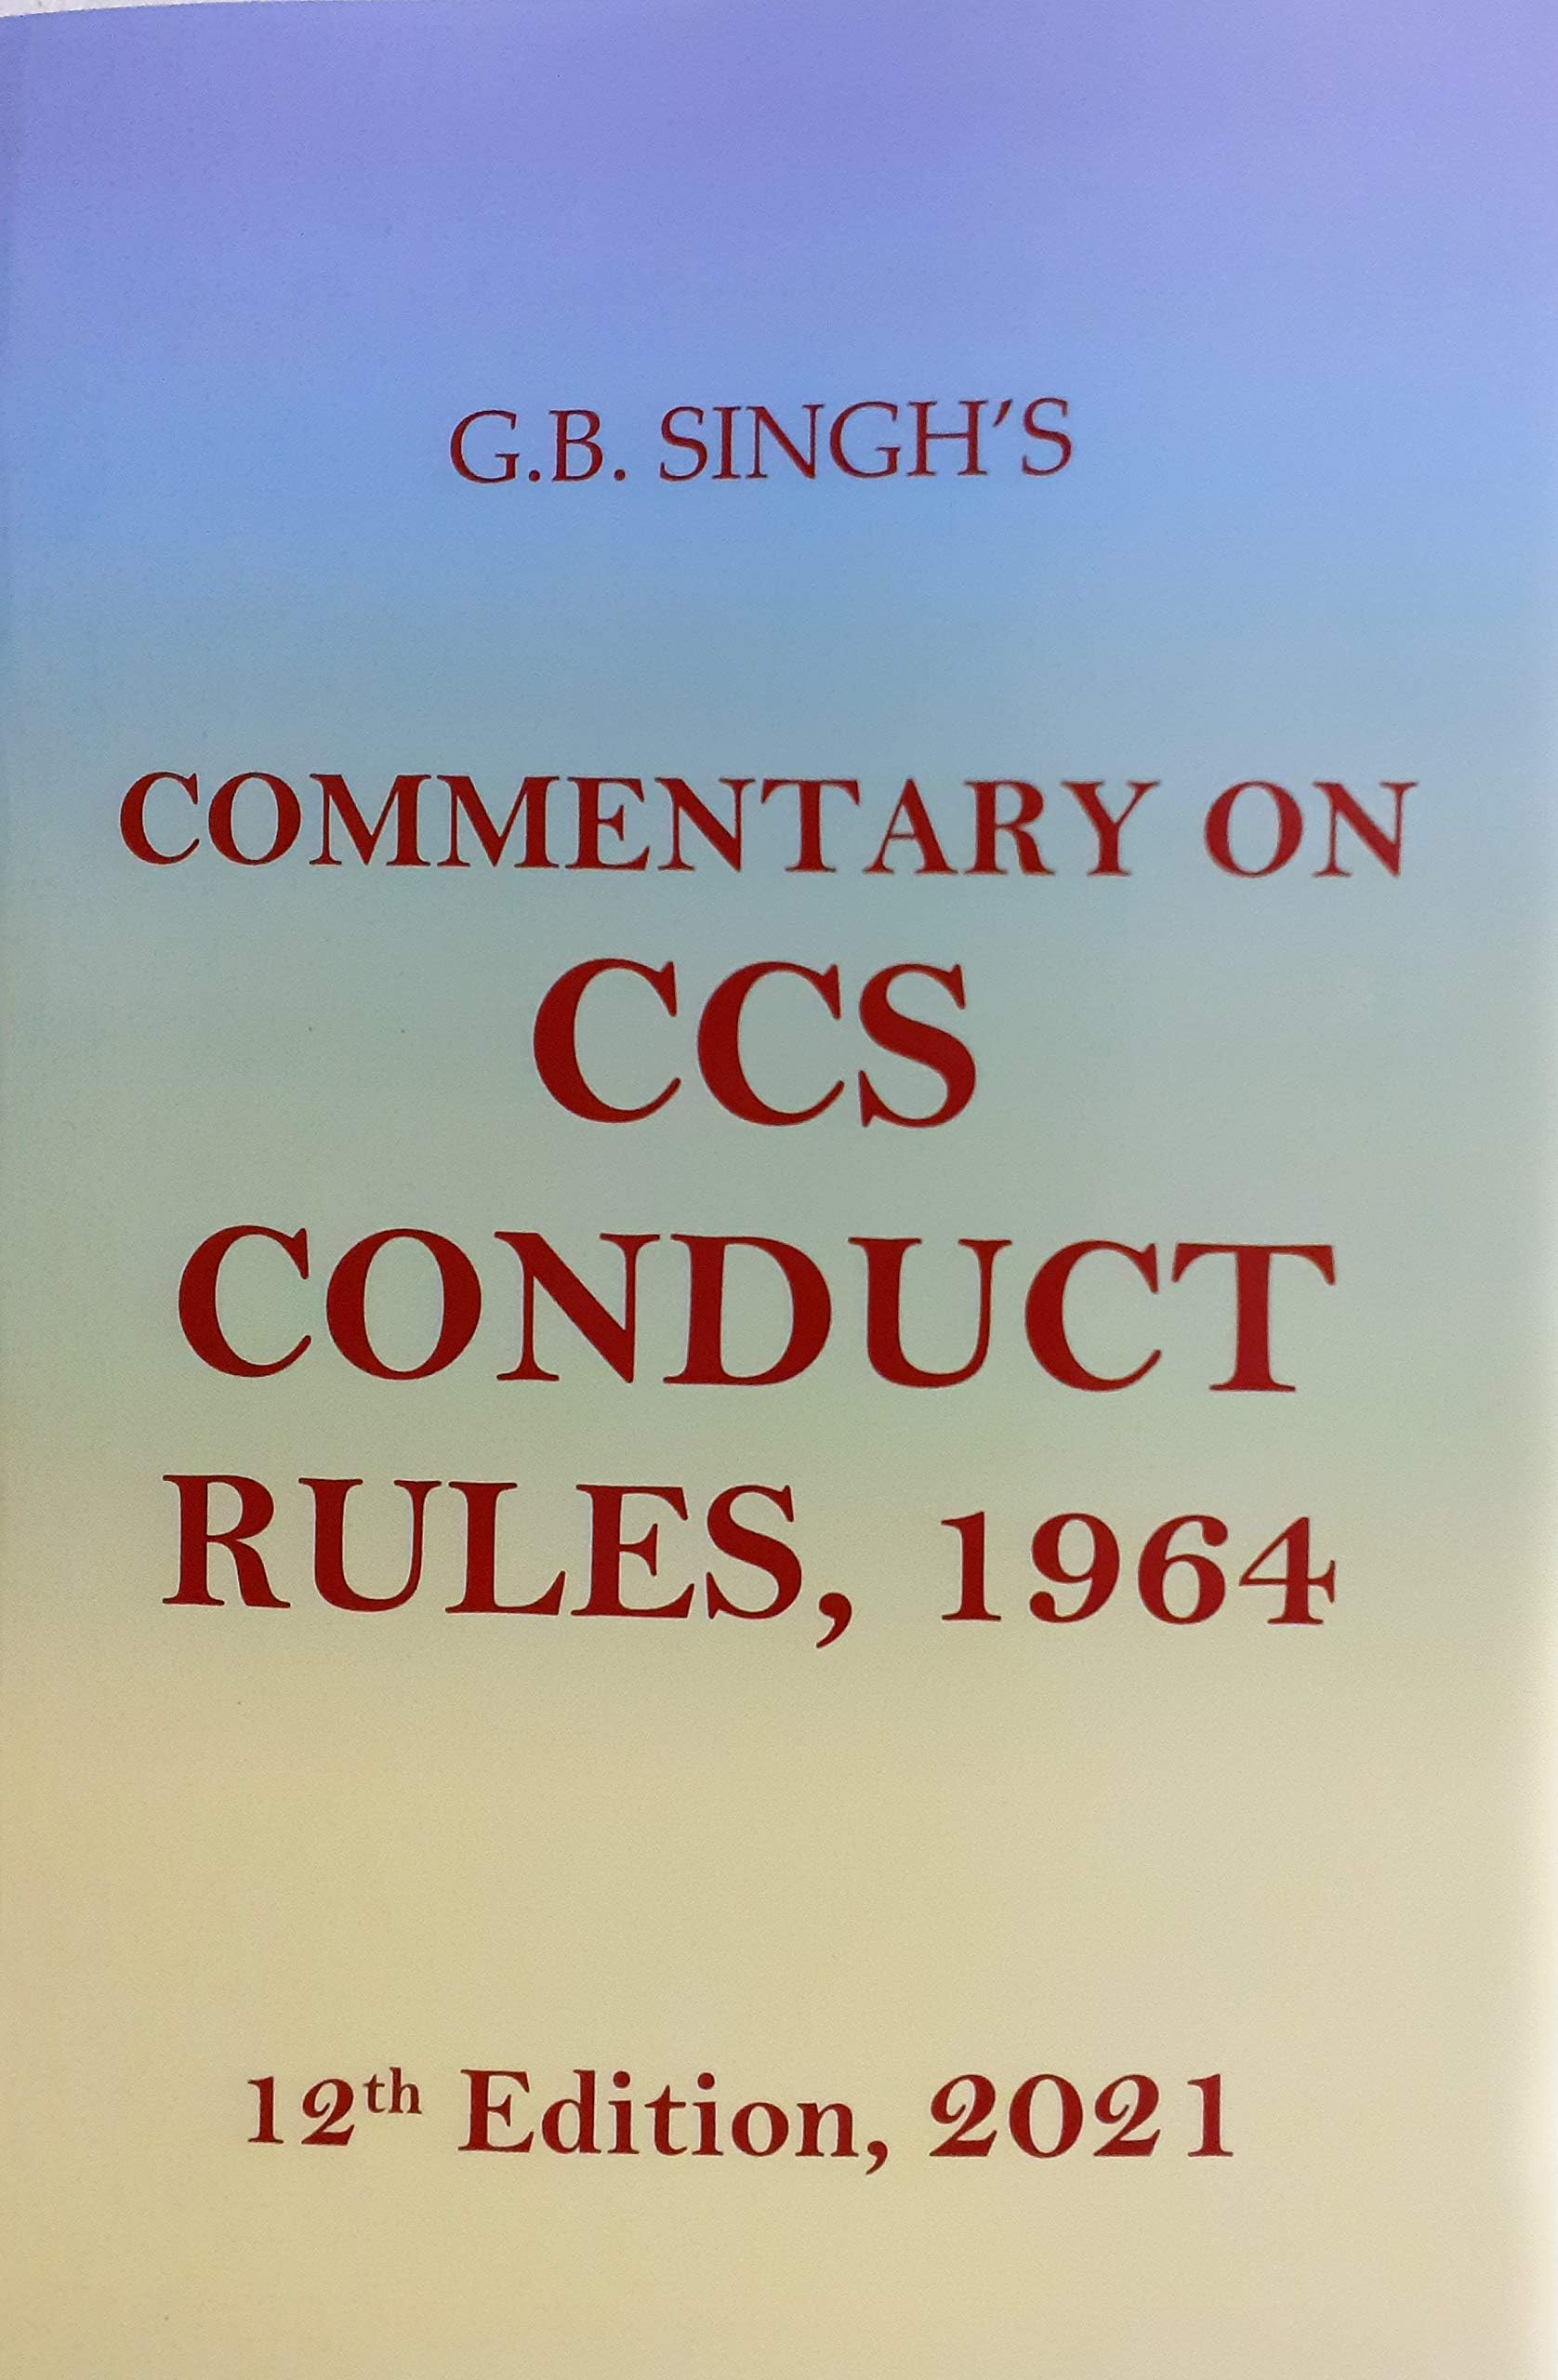 G.B. SINGH'S
COMMENTARY ON
CCS
CONDUCT
RULES, 1964
12th Edition, 2021